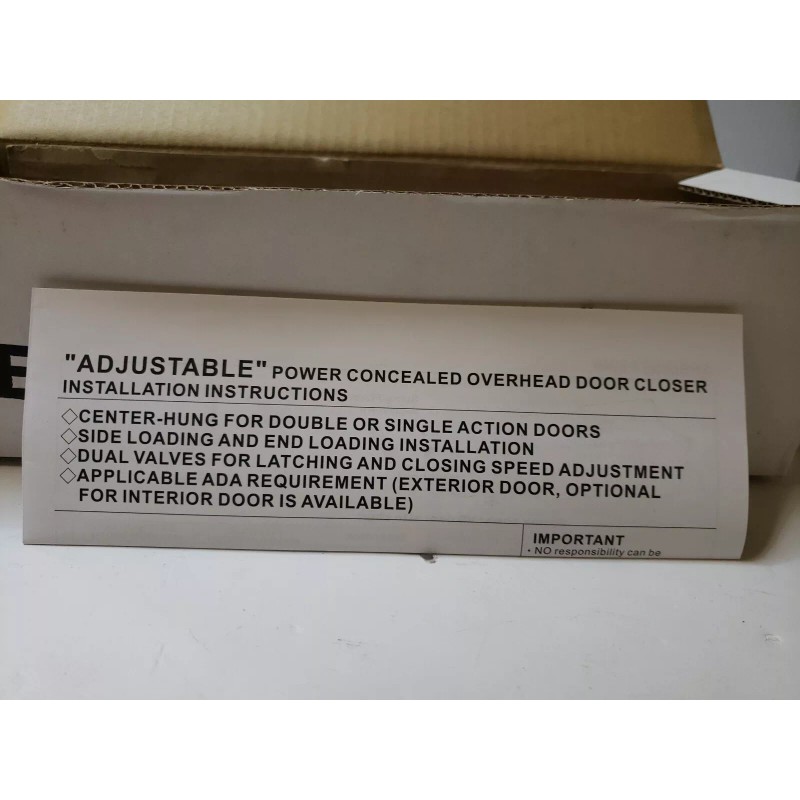 "ADJUSTABLE" POWER CONCEALED OVERHEAD DOOR CLOSER
INSTALLATION INSTRUCTIONS
◇CENTER-HUNG FOR DOUBLE OR SINGLE ACTION DOORS
◇SIDE LOADING AND END LOADING INSTALLATION
◇DUAL VALVES FOR LATCHING AND CLOSING SPEED ADJUSTMENT
◇APPLICABLE ADA REQUIREMENT (EXTERIOR DOOR, OPTIONAL
FOR INTERIOR DOOR IS AVAILABLE)
IMPORTANT
• NO responsibility can be